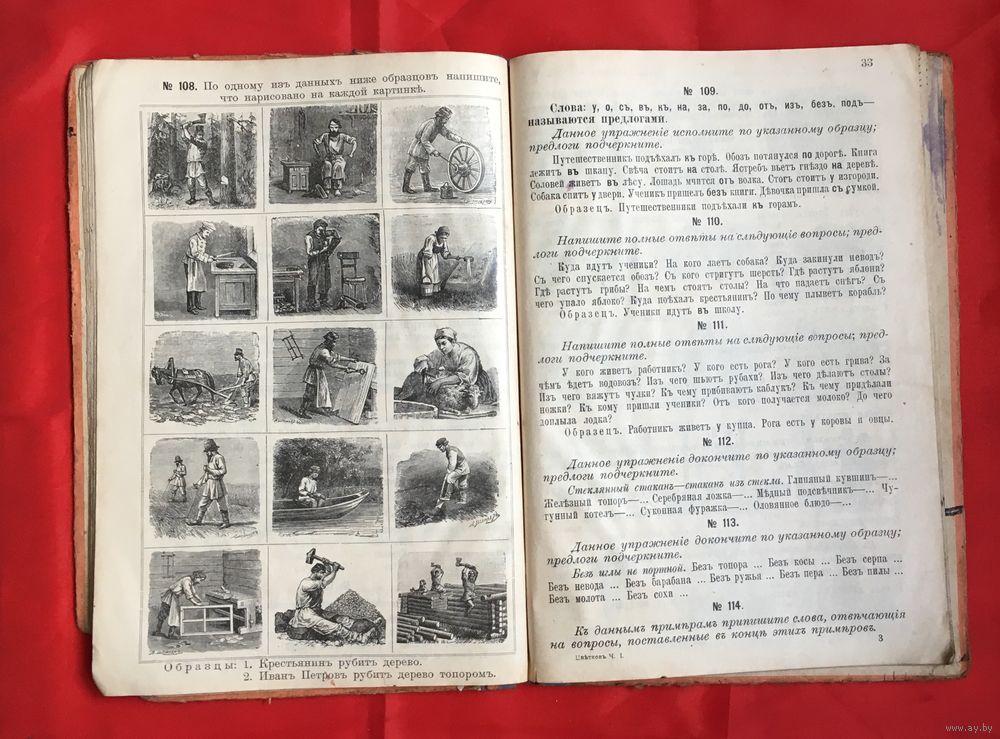 № 108. По одному изъ данныхъ ниже образцовъ напишите,
что нарисовано на каждой картинкѣ.
Образцы: 1. Крестьянинъ рубитъ дерево.
2. Иванъ Петровъ рубитъ дерево топоромъ.
33
№ 109.
Слова: у, о, съ, въ, къ, на, за, по, до, отъ, изъ, безъ, подъ—
называются предлогами.
Данное упражненіе исполните по указанному образцу;
предлоги подчеркните.
Путешественникъ подъѣхалъ къ горѣ. Обозъ потянулся по дорогѣ. Книга
лежитъ въ шкапу. Свѣча стоитъ на столѣ. Ястребъ вьетъ гнѣздо на деревѣ.
Соловей живетъ въ лѣсу. Лошадь мчится отъ волка. Стогъ стоитъ у изгороди.
Собака спитъ у двери. Ученикъ пришелъ безъ книги. Дѣвочка пришла съ сумкой.
Образецъ. Путешественники подъѣхали къ горамъ.
№ 110.
Напишите полные отвѣты на слѣдующіе вопросы; пред-
логи подчеркните.
Куда идутъ ученики? На кого лаетъ собака? Куда закинули неводъ?
Съ чего спускается обозъ? Съ кого стригутъ шерсть? Гдѣ растутъ яблони?
Гдѣ растутъ грибы? На чемъ стоятъ столы? На что падаетъ снѣгъ? Съ
чего упало яблоко? Куда поѣхалъ крестьянинъ? По чему плыветъ корабль?
Образецъ. Ученики идутъ въ школу.
№ 111.
Напишите полные отвѣты на слѣдующіе вопросы; пред-
логи подчеркните.
У кого живетъ работникъ? У кого есть рога? У кого есть грива? За
чѣмъ ѣдетъ водовозъ? Изъ чего шьютъ рубахи? Изъ чего дѣлаютъ столы?
Изъ чего вяжутъ чулки? Къ чему прибиваютъ каблукъ? Къ чему придѣлали
ножки? Къ кому пришли ученики? Отъ кого получается молоко? До чего
доплыла лодка?
Образецъ. Работникъ живетъ у купца. Рога есть у коровы и овцы.
№ 112.
Данное упражненіе докончите по указанному образцу;
предлоги подчеркните.
Стеклянный стаканъ—стаканъ изъ стекла. Глиняный кувшинъ—...
Желѣзный топоръ—... Серебряная ложка—... Мѣдный подсвѣчникъ—... Чу-
гунный котелъ—... Суконная фуражка—... Оловянное блюдо—...
№ 113.
Данное упражненіе докончите по указанному образцу;
предлоги подчеркните.
Безъ иглы не портной. Безъ топора ... Безъ косы ... Безъ серпа ...
Безъ невода ... Безъ барабана ... Безъ ружья ... Безъ пера ... Безъ пилы ...
Безъ молота ... Безъ сохи ...
№ 114.
Къ даннымъ примѣрамъ припишите слова, отвѣчающія
на вопросы, поставленные въ концѣ этихъ примѣровъ.
Цвѣтковъ Ч. I.
3
www.ay.by